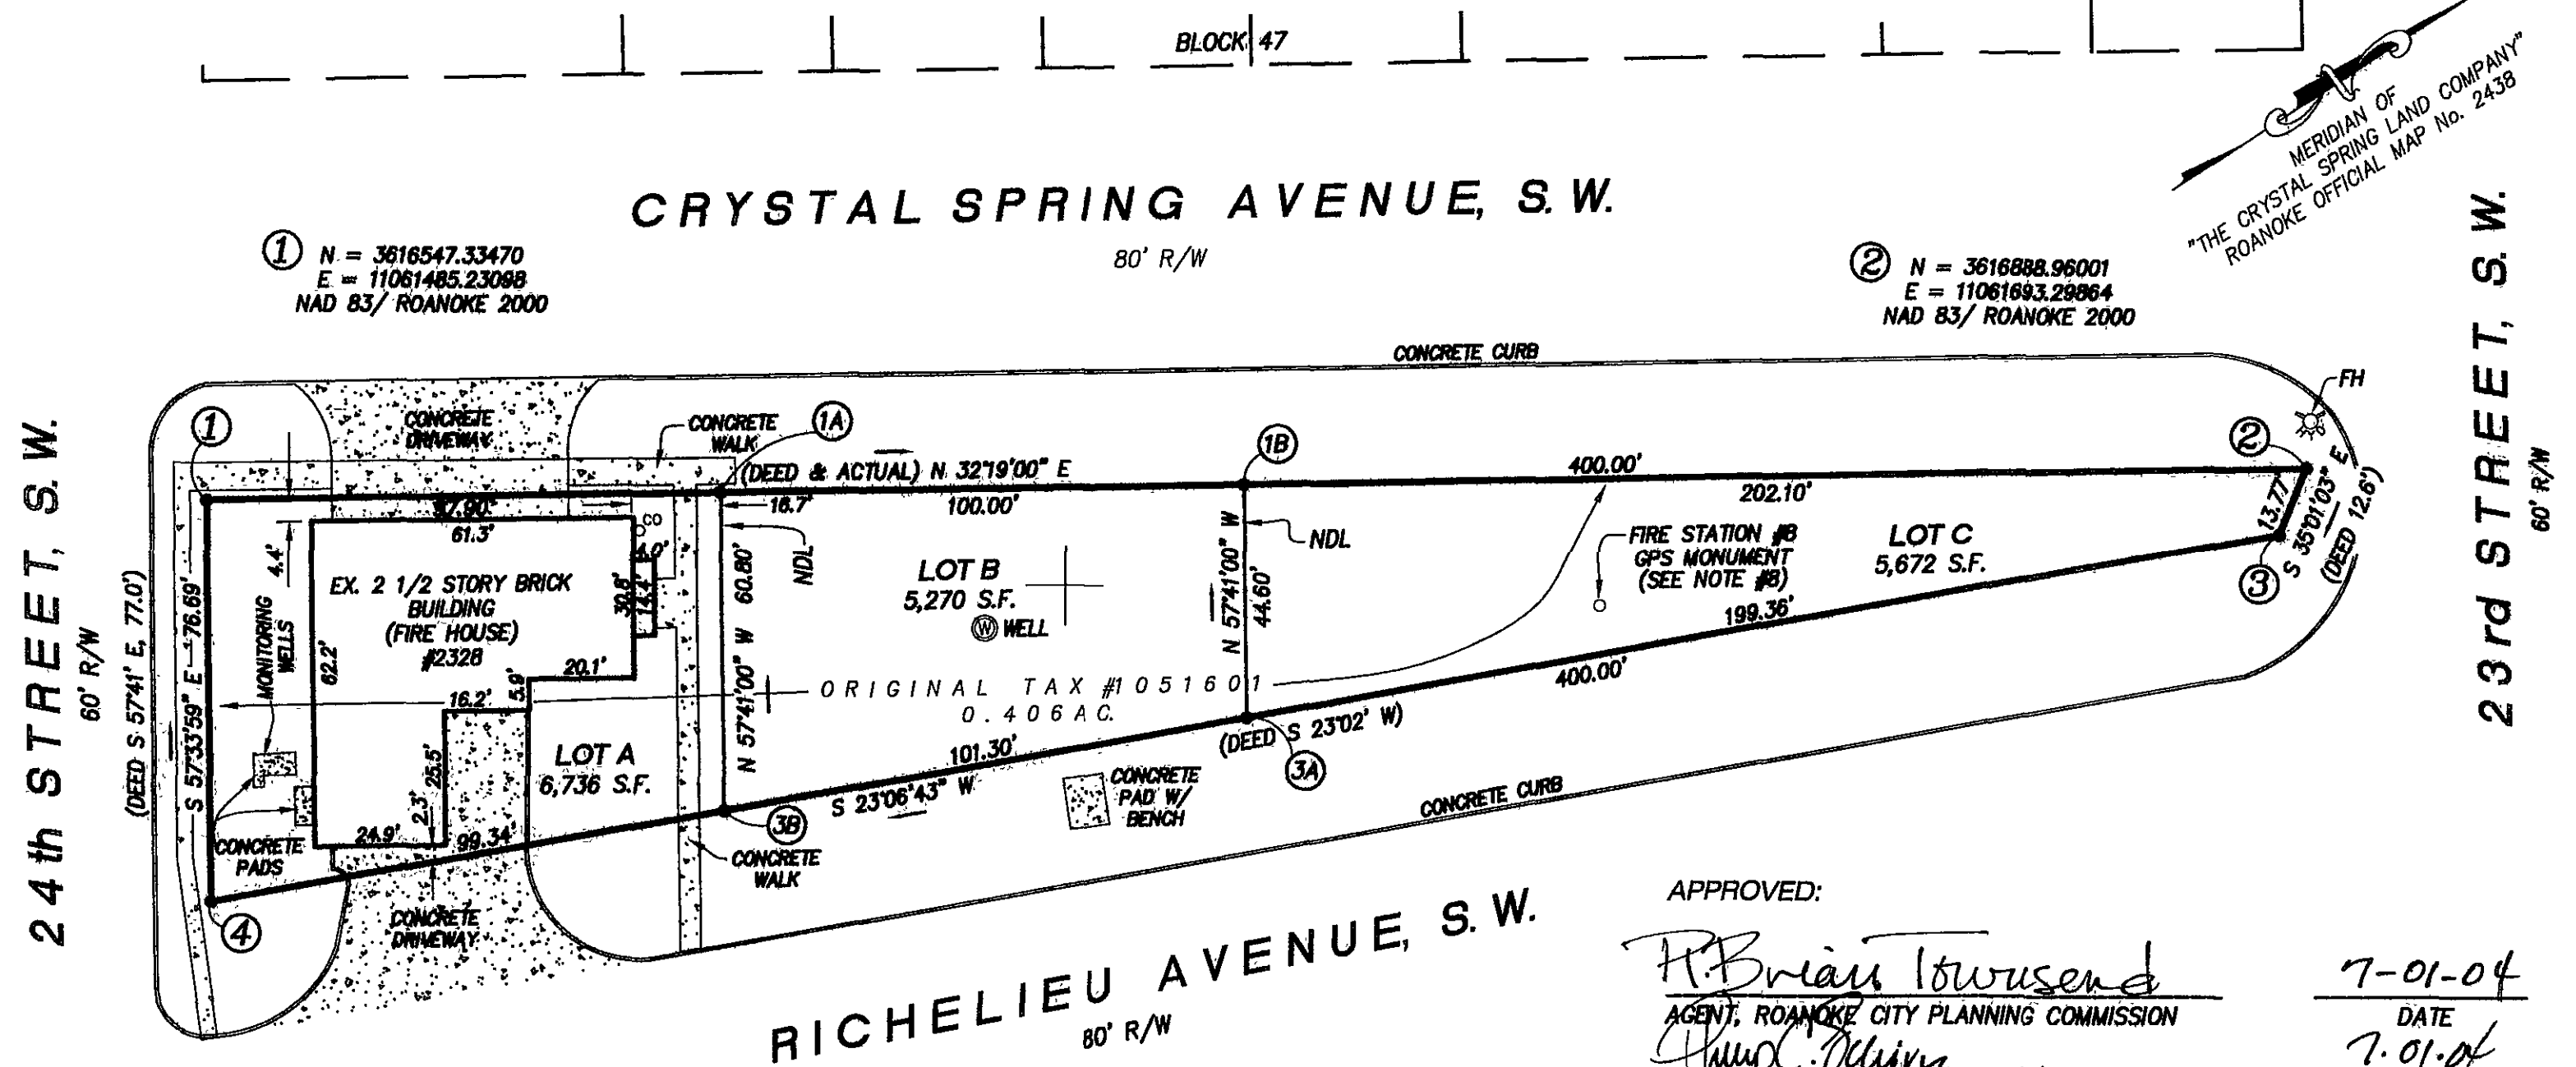 BLOCK 47
MERIDIAN OF
"THE CRYSTAL SPRING LAND COMPANY"
ROANOKE OFFICIAL MAP No. 2438
CRYSTAL SPRING AVENUE, S.W.
80' R/W
1
N = 3616547.33470
E = 11061485.23098
NAD 83/ ROANOKE 2000
2
N = 3616888.96001
E = 11061693.29864
NAD 83/ ROANOKE 2000
23rd STREET, S.W.
60' R/W
24th STREET, S.W.
60' R/W
CONCRETE CURB
FH
1
CONCRETE
DRIVEWAY
CONCRETE
WALK
1A
1B
2
(DEED & ACTUAL) N 32°19'00" E
400.00'
97.90'
16.7'
100.00'
202.10'
61.3'
CO
4.0'
4.4'
30.6'
14.4'
60.80'
N 57°41'00" W
NDL
N 57°41'00" W
44.60'
NDL
13.77'
S 35°01'03" E
(DEED 12.6')
3
EX. 2 1/2 STORY BRICK
BUILDING
(FIRE HOUSE)
#2328
LOT B
5,270 S.F.
W WELL
FIRE STATION #8
GPS MONUMENT
(SEE NOTE #8)
LOT C
5,672 S.F.
199.36'
400.00'
(DEED S 57°41' E, 77.0')
S 57°33'59" E 76.69'
MONITORING
WELLS
62.2'
20.1'
5.9'
16.2'
ORIGINAL TAX #1051601
0.406 AC.
25.5'
2.3'
LOT A
6,736 S.F.
24.9'
99.34'
CONCRETE
PADS
4
CONCRETE
DRIVEWAY
3B
CONCRETE
WALK
101.30'
S 23°06'43" W
(DEED S 23°02' W)
3A
CONCRETE
PAD W/
BENCH
CONCRETE CURB
RICHELIEU AVENUE, S.W.
80' R/W
APPROVED:
R. Brian Townsend
7-01-04
AGENT, ROANOKE CITY PLANNING COMMISSION
DATE
7.01.04